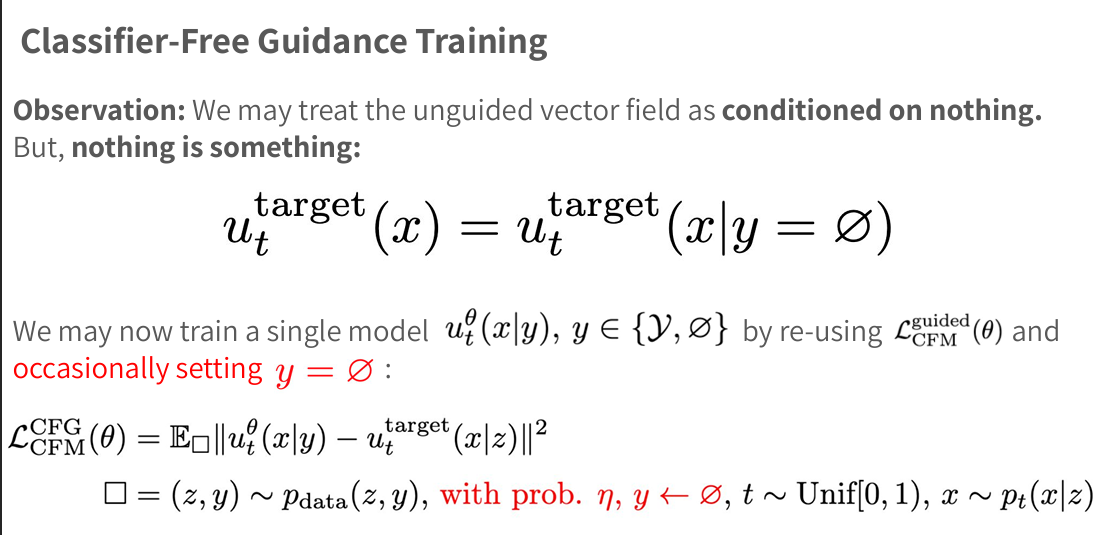 Classifier-Free Guidance Training
Observation: We may treat the unguided vector field as conditioned on nothing.
But, nothing is something:
$u_t^{\text{target}}(x) = u_t^{\text{target}}(x|y = \varnothing)$
We may now train a single model $u_t^{\theta}(x|y), y \in \{\mathcal{Y}, \varnothing\}$ by re-using $\mathcal{L}_{\text{CFM}}^{\text{guided}}(\theta)$ and
occasionally setting $y = \varnothing$ :
$\mathcal{L}_{\text{CFM}}^{\text{CFG}}(\theta) = \mathbb{E}_{\square} \| u_t^{\theta}(x|y) - u_t^{\text{target}}(x|z) \|^2$
$\square = (z, y) \sim p_{\text{data}}(z, y), \text{ with prob. } \eta, y \leftarrow \varnothing, t \sim \text{Unif}[0, 1), x \sim p_t(x|z)$